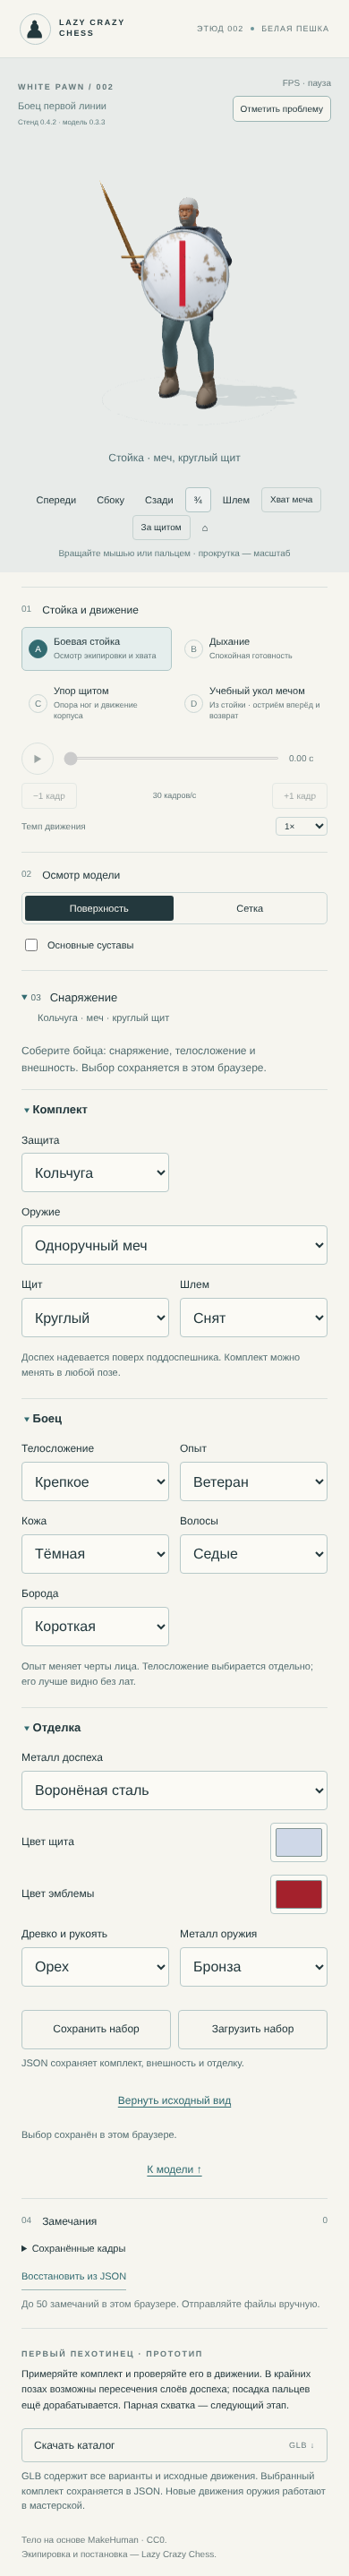 LAZY CRAZY
CHESS
ЭТЮД 002 • БЕЛАЯ ПЕШКА
WHITE PAWN / 002
Боец первой линии
Стенд 0.4.2 · модель 0.3.3
FPS · пауза
Отметить проблему
Стойка · меч, круглый щит
Спереди
Сбоку
Сзади
¾
Шлем
Хват меча
За щитом
⌂
Вращайте мышью или пальцем · прокрутка — масштаб
01 Стойка и движение
A
Боевая стойка
Осмотр экипировки и хвата
B
Дыхание
Спокойная готовность
C
Упор щитом
Опора ног и движение
корпуса
D
Учебный укол мечом
Из стойки · остриём вперёд и
возврат
0.00 с
−1 кадр
30 кадров/с
+1 кадр
Темп движения
1×
02 Осмотр модели
Поверхность
Сетка
Основные суставы
▼ 03 Снаряжение
Кольчуга · меч · круглый щит
Соберите бойца: снаряжение, телосложение и
внешность. Выбор сохраняется в этом браузере.
▼ Комплект
Защита
Кольчуга
Оружие
Одноручный меч
Щит
Шлем
Круглый
Снят
Доспех надевается поверх поддоспешника. Комплект можно
менять в любой позе.
▼ Боец
Телосложение
Опыт
Крепкое
Ветеран
Кожа
Волосы
Тёмная
Седые
Борода
Короткая
Опыт меняет черты лица. Телосложение выбирается отдельно;
его лучше видно без лат.
▼ Отделка
Металл доспеха
Воронёная сталь
Цвет щита
Цвет эмблемы
Древко и рукоять
Металл оружия
Орех
Бронза
Сохранить набор
Загрузить набор
JSON сохраняет комплект, внешность и отделку.
Вернуть исходный вид
Выбор сохранён в этом браузере.
К модели ↑
04 Замечания 0
▶ Сохранённые кадры
Восстановить из JSON
До 50 замечаний в этом браузере. Отправляйте файлы вручную.
ПЕРВЫЙ ПЕХОТИНЕЦ · ПРОТОТИП
Примеряйте комплект и проверяйте его в движении. В крайних
позах возможны пересечения слоёв доспеха; посадка пальцев
ещё дорабатывается. Парная схватка — следующий этап.
Скачать каталог GLB ↓
GLB содержит все варианты и исходные движения. Выбранный
комплект сохраняется в JSON. Новые движения оружия работают
в мастерской.
Тело на основе MakeHuman · CC0.
Экипировка и постановка — Lazy Crazy Chess.